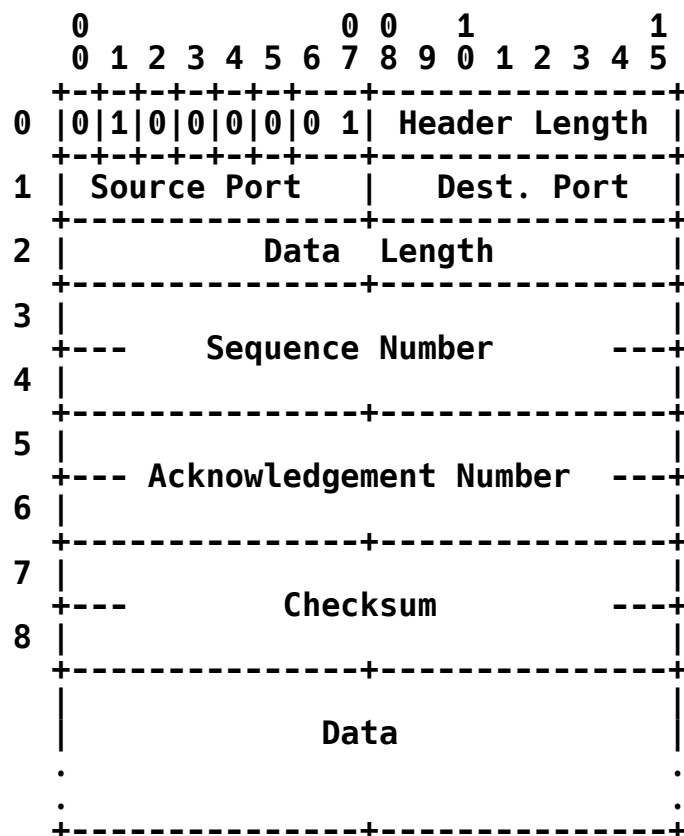 0             0 0   1         1
   0 1 2 3 4 5 6 7 8 9 0 1 2 3 4 5
  +-+-+-+-+-+-+---+---------------+
0 |0|1|0|0|0|0|0 1| Header Length |
  +-+-+-+-+-+-+---+---------------+
1 | Source Port   |   Dest. Port  |
  +---------------+---------------+
2 |          Data  Length         |
  +---------------+---------------+
3 |                               |
  +---    Sequence Number      ---+
4 |                               |
  +---------------+---------------+
5 |                               |
  +--- Acknowledgement Number  ---+
6 |                               |
  +---------------+---------------+
7 |                               |
  +---        Checksum         ---+
8 |                               |
  +---------------+---------------+
  |                               |
  |             Data              |
  .                               .
  .                               .
  +---------------+---------------+